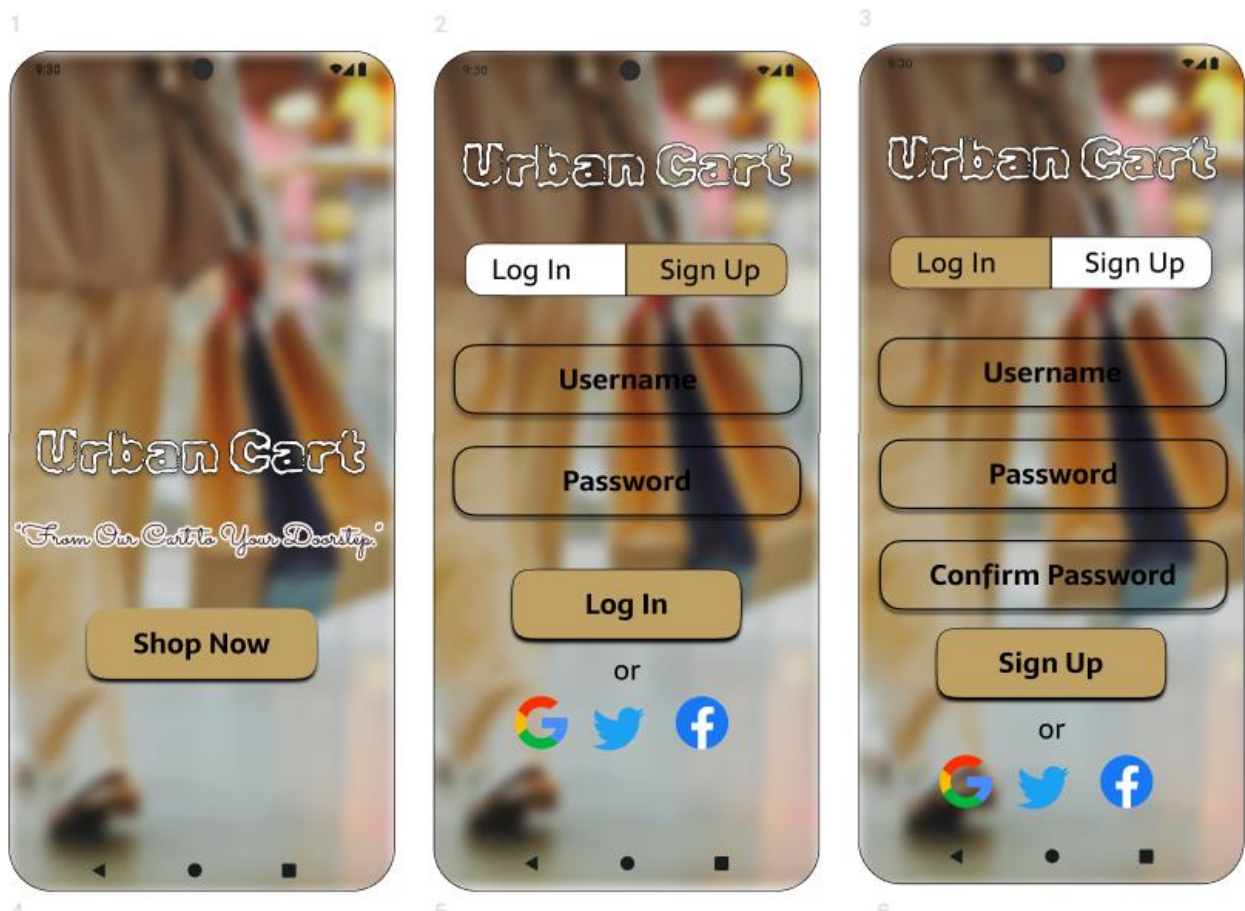 1
9:30
Urban Cart
"From Our Cart to Your Doorstep."
Shop Now
2
9:30
Urban Cart
Log In Sign Up
Username
Password
Log In
or
3
9:30
Urban Cart
Log In Sign Up
Username
Password
Confirm Password
Sign Up
or
4
5
6